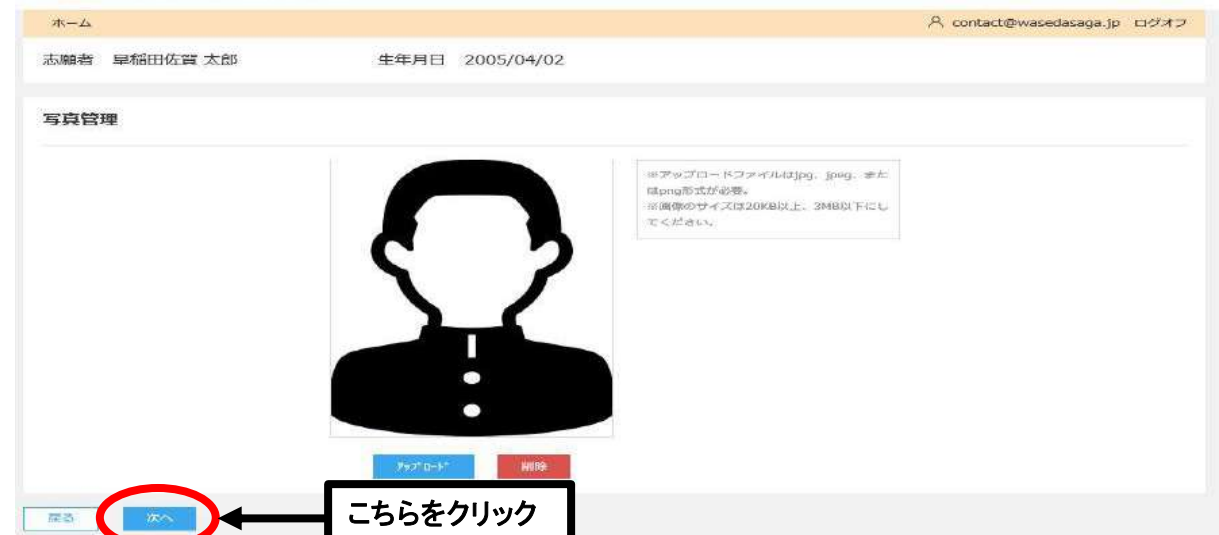 ホーム contact@wasedasaga.jp ログオフ
志願者 早稲田佐賀 太郎 生年月日 2005/04/02
写真管理
※アップロードファイルはjpg、jpeg、また
はpng形式が必要。
※画像のサイズは20KB以上、3MB以下にし
てください。
ｱｯﾌﾟﾛｰﾄﾞ 削除
戻る 次へ こちらをクリック